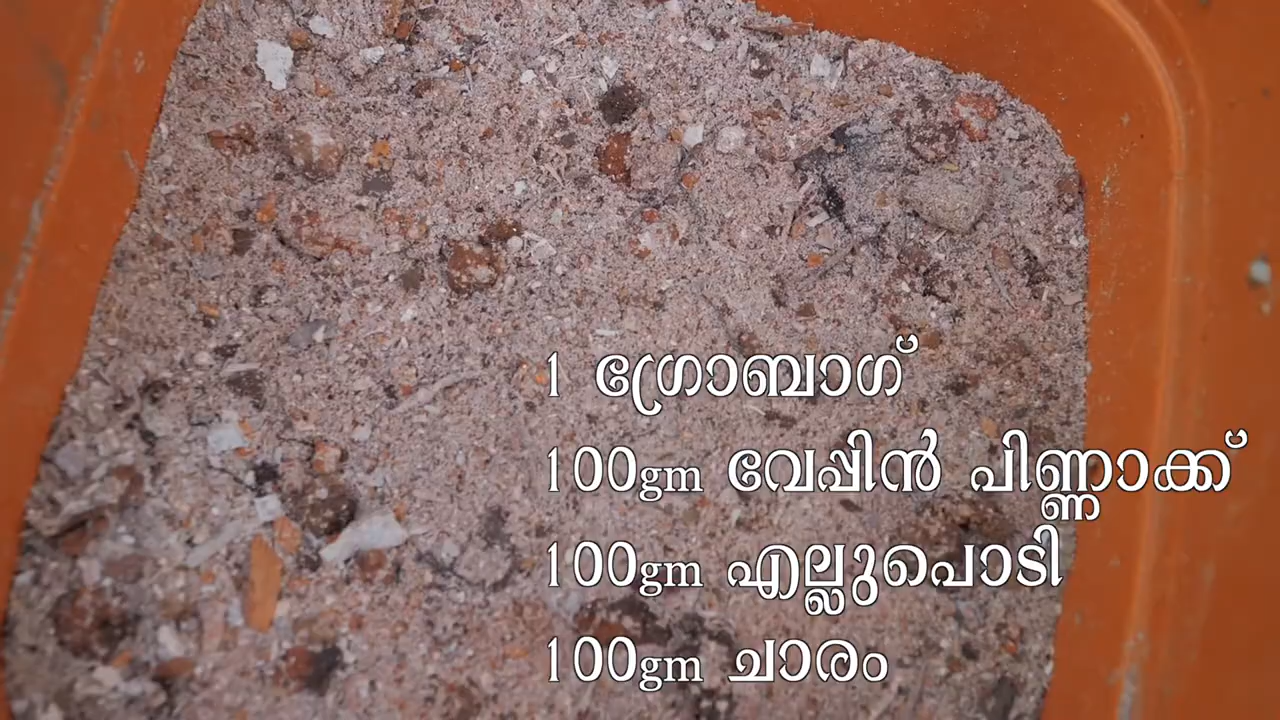 1 ഗ്രോബാഗ്
100gm വേപ്പിൻ പിണ്ണാക്ക്
100gm എല്ലുപൊടി
100gm ചാരം